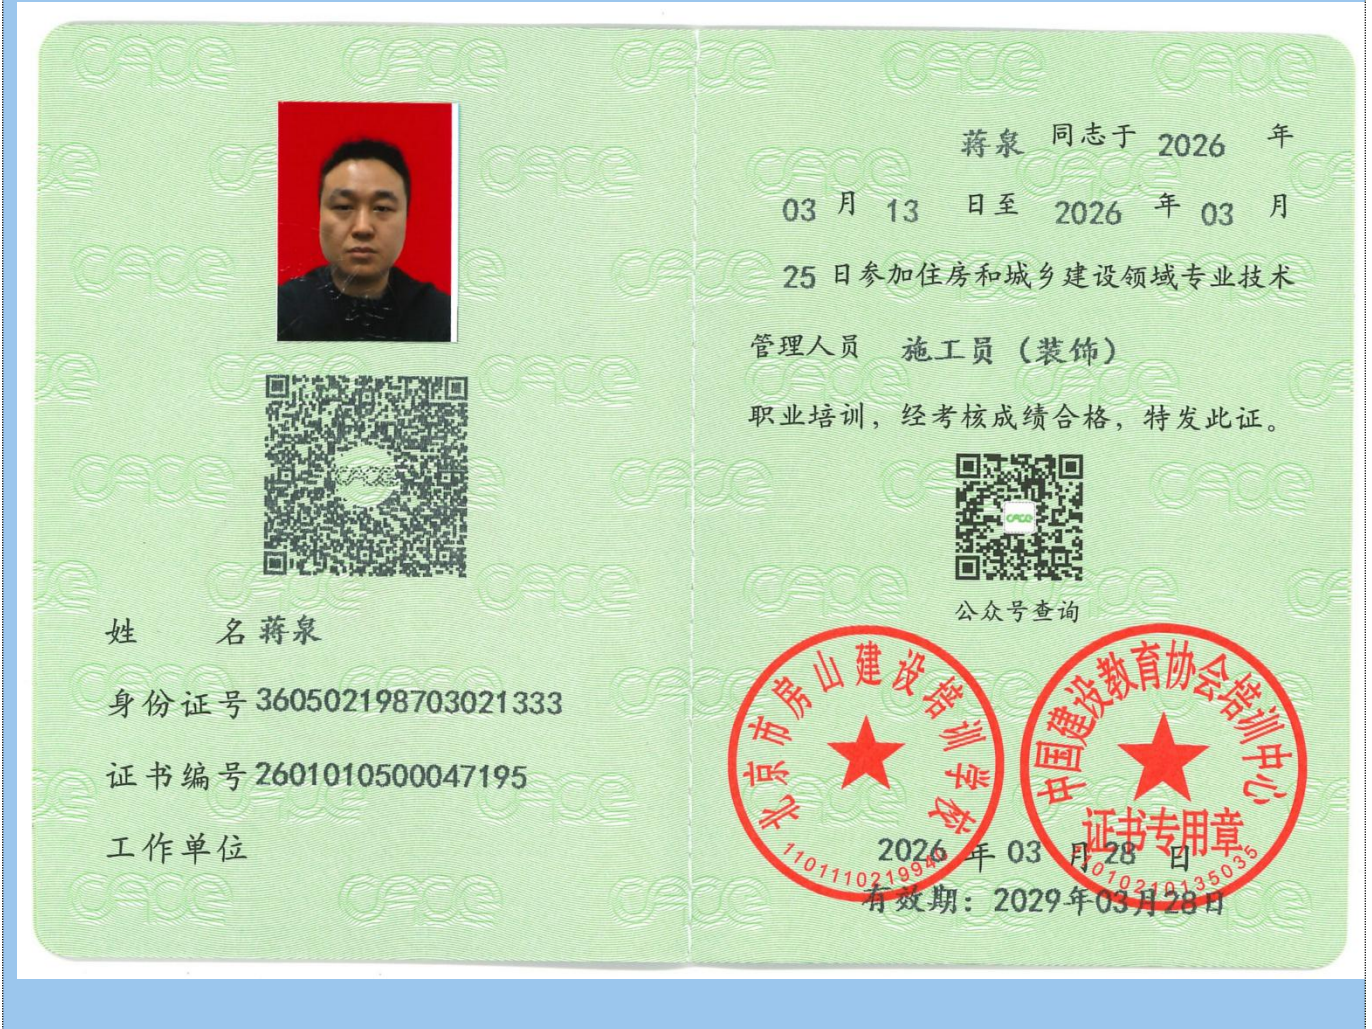 姓 名 蒋泉
身份证号 360502198703021333
证书编号 2601010500047195
工作单位
蒋泉 同志于 2026 年
03 月 13 日至 2026 年 03 月
25 日参加住房和城乡建设领域专业技术
管理人员 施工员（装饰）
职业培训，经考核成绩合格，特发此证。
公众号查询
北京市房山建设培训学校
1101110219940
中国建设教育协会培训中心
证书专用章
11010210135035
2026 年 03 月 28 日
有效期：2029年03月28日
CACE